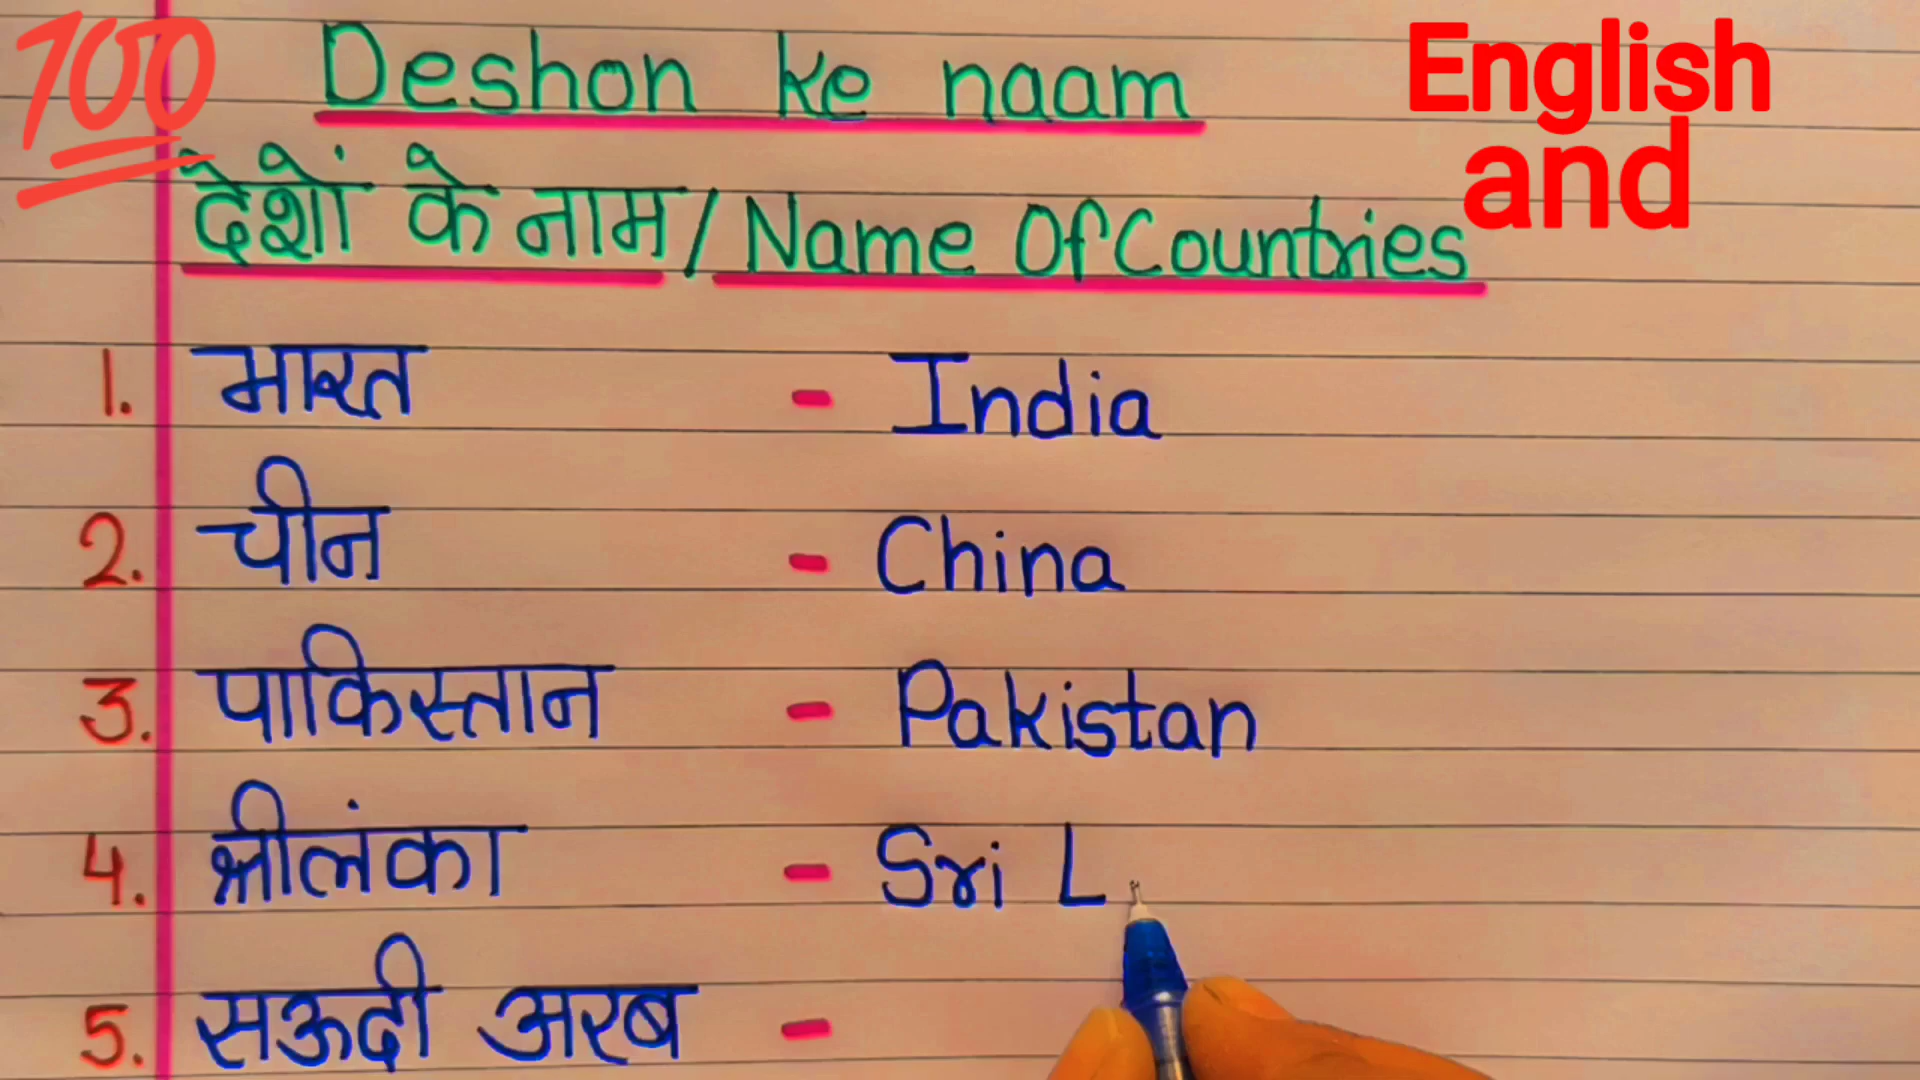 100
Deshon ke naam
English
and
देशों के नाम / Name Of Countries
1. भारत - India
2. चीन - China
3. पाकिस्तान - Pakistan
4. श्रीलंका - Sri L
5. सऊदी अरब -